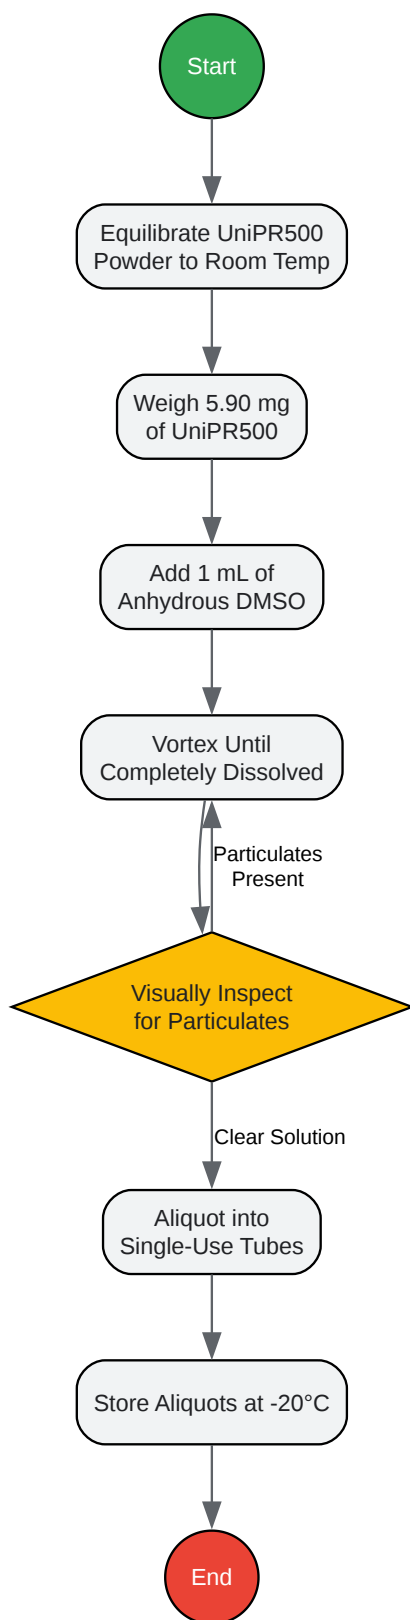 Start
Equilibrate UniPR500
Powder to Room Temp
Weigh 5.90 mg
of UniPR500
Add 1 mL of
Anhydrous DMSO
Vortex Until
Completely Dissolved
Particulates
Present
Visually Inspect
for Particulates
Clear Solution
Aliquot into
Single-Use Tubes
Store Aliquots at -20°C
End